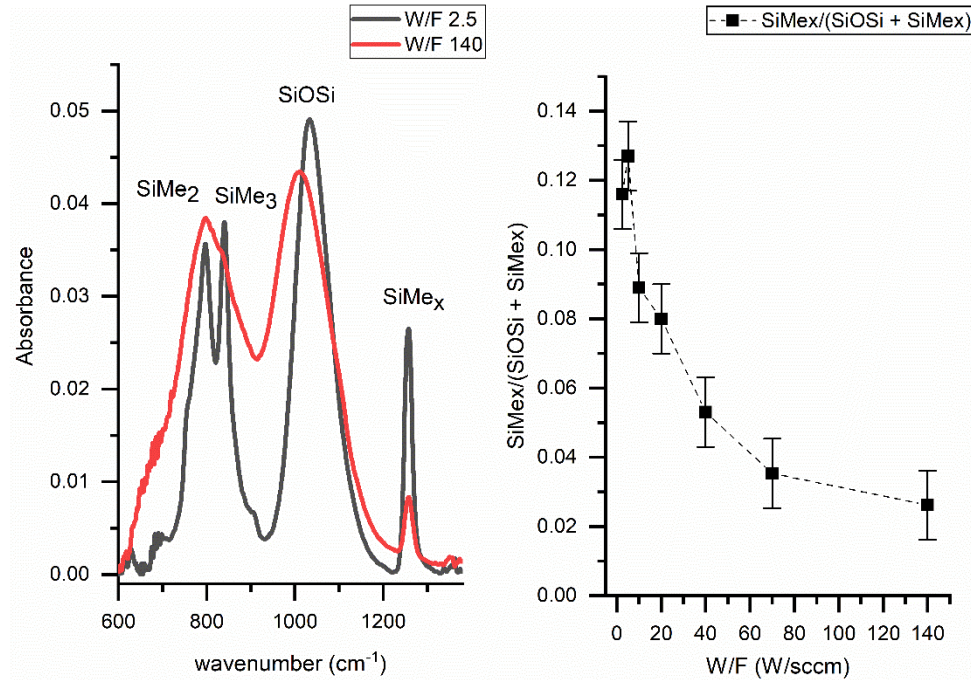 W/F 2.5
W/F 140
SiOSi
SiMe2
SiMe3
SiMex
0.05
0.04
0.03
0.02
0.01
0.00
Absorbance
600 800 1000 1200
wavenumber (cm-1)
SiMex/(SiOSi + SiMex)
0.14
0.12
0.10
0.08
0.06
0.04
0.02
0.00
SiMex/(SiOSi + SiMex)
0 20 40 60 80 100 120 140
W/F (W/sccm)